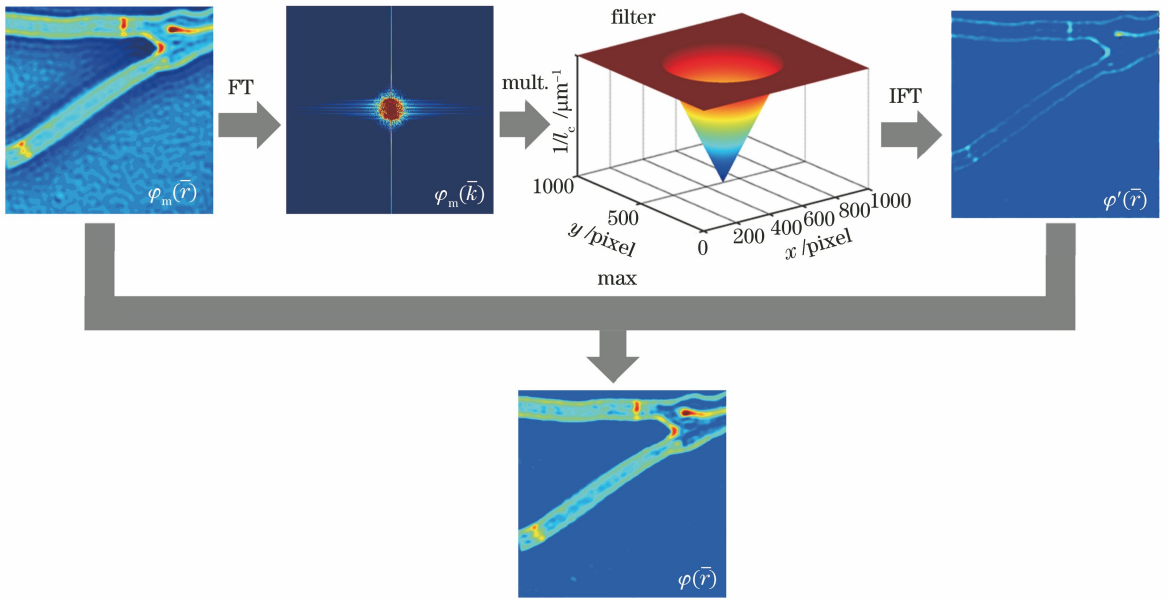 filter
FT
mult.
IFT
φₘ(r̅)
φₘ(k̅)
1/l_c /μm⁻¹
1000
500
0
y /pixel
200
400
600
800
1000
x /pixel
φ′(r̅)
max
φ(r̅)